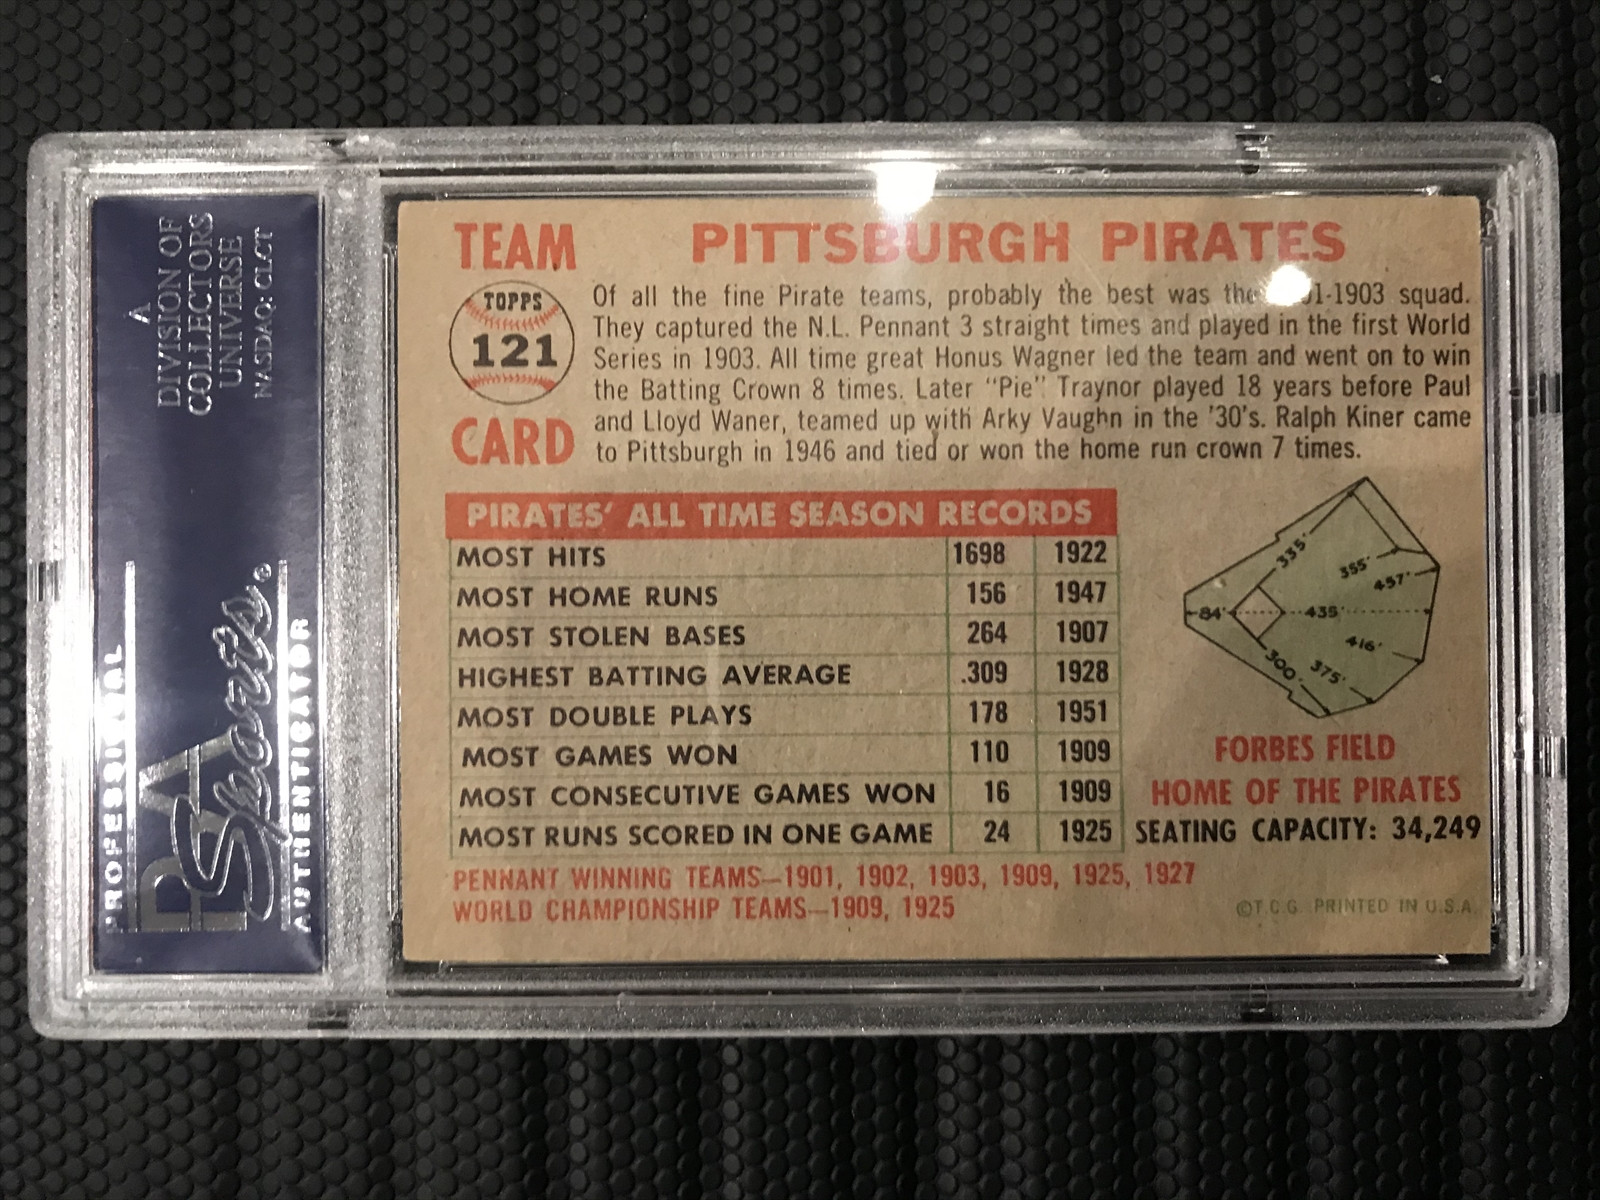 A
DIVISION OF
COLLECTORS
UNIVERSE
NASDAQ: CLCT
PSA
Sports
PROFESSIONAL
AUTHENTICATOR
TEAM
CARD
TOPPS
121
PITTSBURGH PIRATES
Of all the fine Pirate teams, probably the best was the 1-1903 squad.
They captured the N.L. Pennant 3 straight times and played in the first World
Series in 1903. All time great Honus Wagner led the team and went on to win
the Batting Crown 8 times. Later "Pie" Traynor played 18 years before Paul
and Lloyd Waner, teamed up with Arky Vaughn in the '30's. Ralph Kiner came
to Pittsburgh in 1946 and tied or won the home run crown 7 times.
PIRATES' ALL TIME SEASON RECORDS
MOST HITS 1698 1922
MOST HOME RUNS 156 1947
MOST STOLEN BASES 264 1907
HIGHEST BATTING AVERAGE .309 1928
MOST DOUBLE PLAYS 178 1951
MOST GAMES WON 110 1909
MOST CONSECUTIVE GAMES WON 16 1909
MOST RUNS SCORED IN ONE GAME 24 1925
335'
355'
457'
84'
435'
416'
300'
375'
FORBES FIELD
HOME OF THE PIRATES
SEATING CAPACITY: 34,249
PENNANT WINNING TEAMS—1901, 1902, 1903, 1909, 1925, 1927
WORLD CHAMPIONSHIP TEAMS—1909, 1925
©T.C.G. PRINTED IN U.S.A.